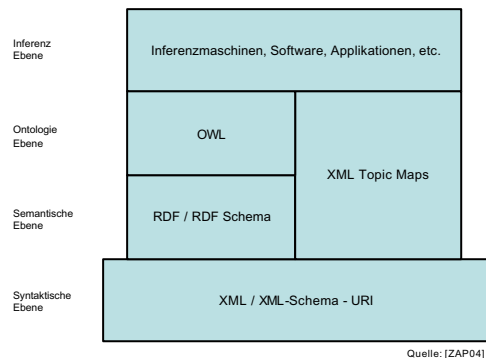 Inferenz
Ebene
Inferenzmaschinen, Software, Applikationen, etc.
Ontologie
Ebene
OWL
XML Topic Maps
Semantische
Ebene
RDF / RDF Schema
Syntaktische
Ebene
XML / XML-Schema - URI
Quelle: [ZAP04]